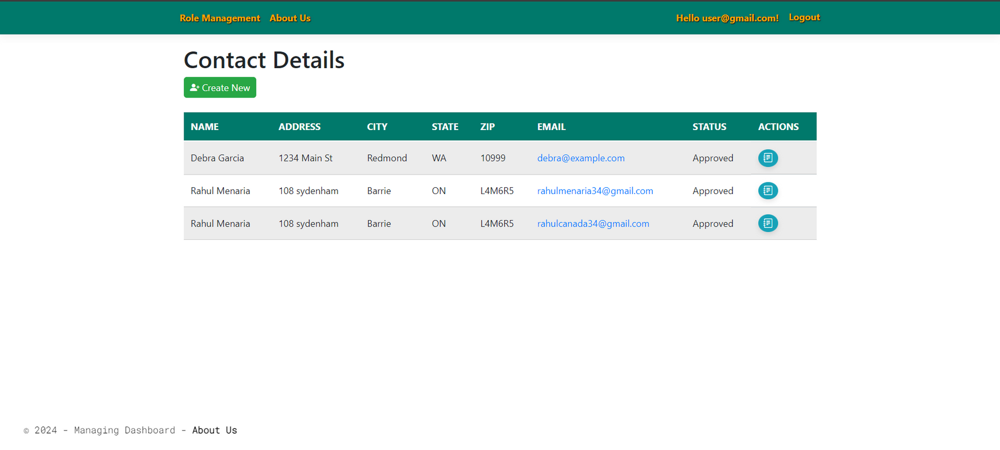 Role Management About Us Hello user@gmail.com! Logout
Contact Details
Create New
NAME ADDRESS CITY STATE ZIP EMAIL STATUS ACTIONS
Debra Garcia 1234 Main St Redmond WA 10999 debra@example.com Approved
Rahul Menaria 108 sydenham Barrie ON L4M6R5 rahulmenaria34@gmail.com Approved
Rahul Menaria 108 sydenham Barrie ON L4M6R5 rahulcanada34@gmail.com Approved
© 2024 - Managing Dashboard - About Us